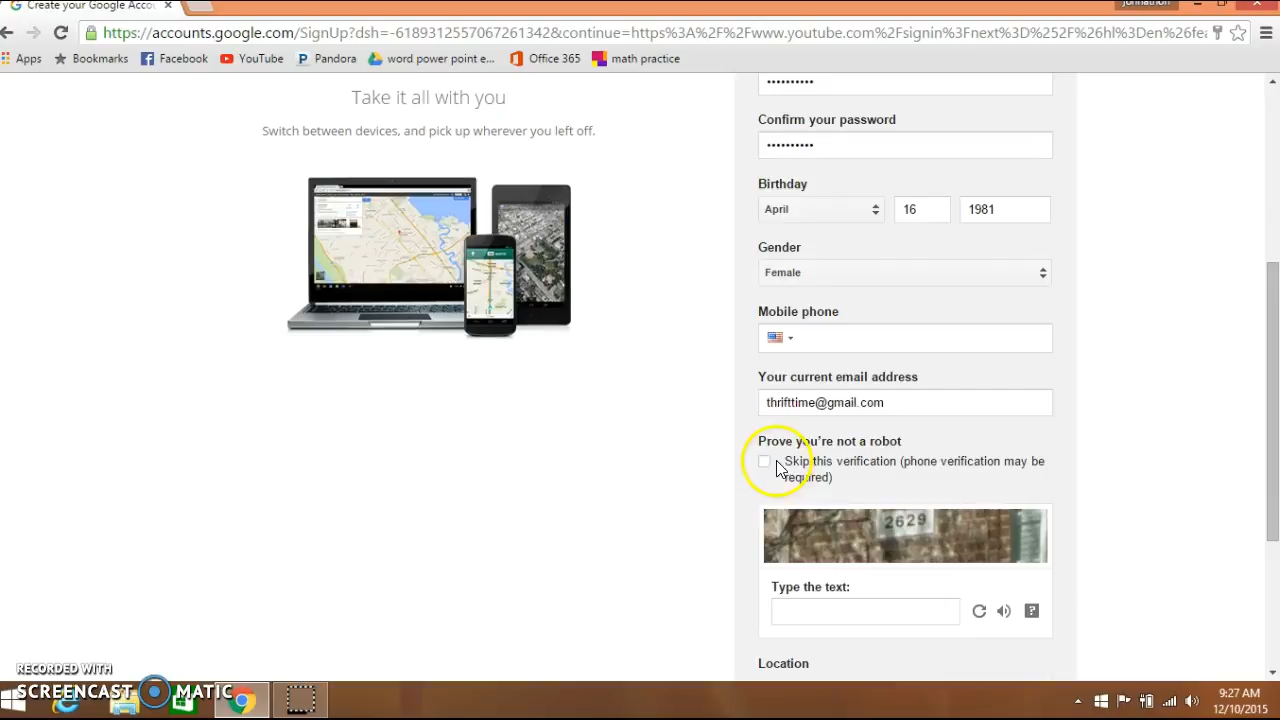 Create your Google Accou
https://accounts.google.com/SignUp?dsh=-6189312557067261342&continue=https%3A%2F%2Fwww.youtube.com%2Fsignin%3Fnext%3D%252F%26hl%3Den%26fea
Apps Bookmarks Facebook YouTube Pandora word power point e... Office 365 math practice
Take it all with you
Switch between devices, and pick up wherever you left off.
Confirm your password
Birthday
April 16 1981
Gender
Female
Mobile phone
Your current email address
thrifttime@gmail.com
Prove you're not a robot
Skip this verification (phone verification may be
required)
2629
Type the text:
Location
RECORDED WITH
SCREENCAST MATIC
9:27 AM
12/10/2015